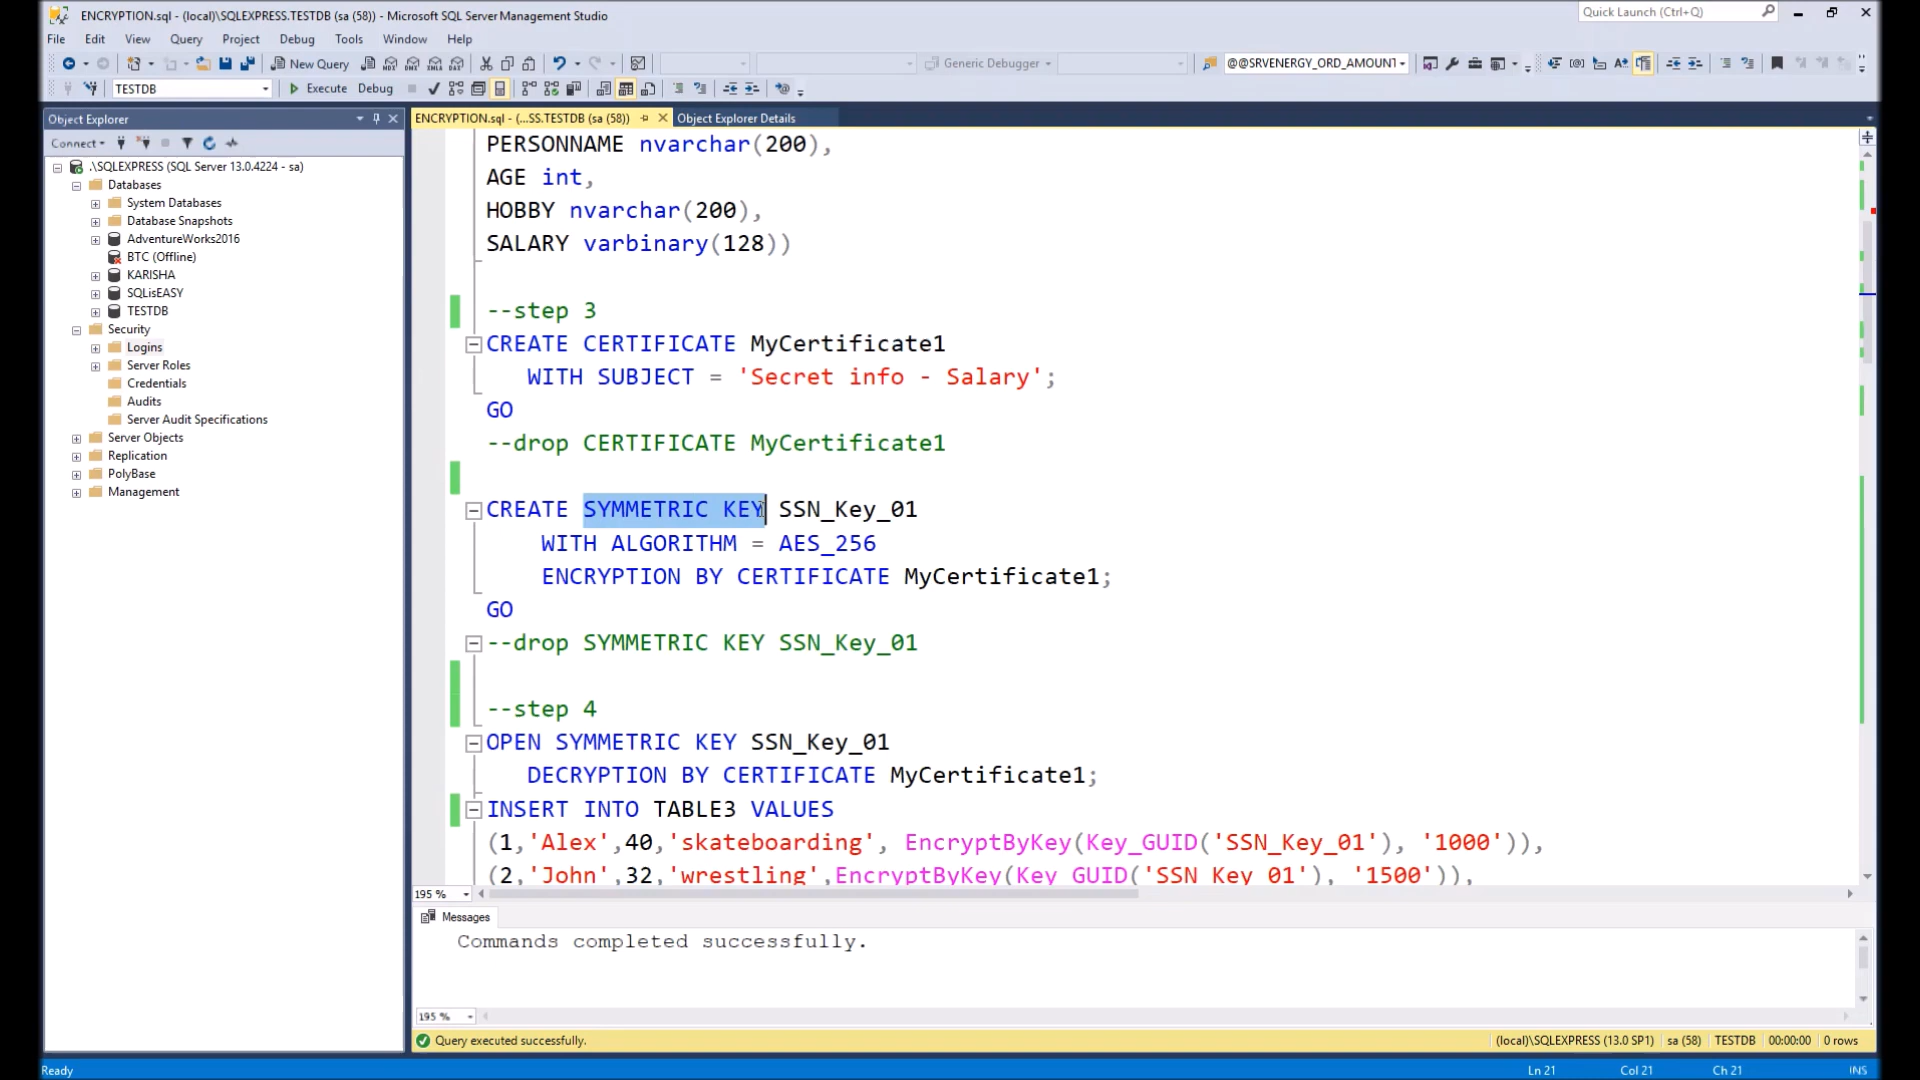 ENCRYPTION.sql - (local)\SQLEXPRESS.TESTDB (sa (58)) - Microsoft SQL Server Management Studio
Quick Launch (Ctrl+Q)
File Edit View Query Project Debug Tools Window Help
New Query
Generic Debugger
@@SRVENERGY_ORD_AMOUNT
TESTDB
Execute Debug
Object Explorer
ENCRYPTION.sql - (...SS.TESTDB (sa (58))
Object Explorer Details
Connect
.\SQLEXPRESS (SQL Server 13.0.4224 - sa)
Databases
System Databases
Database Snapshots
AdventureWorks2016
BTC (Offline)
KARISHA
SQLisEASY
TESTDB
Security
Logins
Server Roles
Credentials
Audits
Server Audit Specifications
Server Objects
Replication
PolyBase
Management
PERSONNAME nvarchar(200),
AGE int,
HOBBY nvarchar(200),
SALARY varbinary(128))
--step 3
CREATE CERTIFICATE MyCertificate1
WITH SUBJECT = 'Secret info - Salary';
GO
--drop CERTIFICATE MyCertificate1
CREATE SYMMETRIC KEY SSN_Key_01
WITH ALGORITHM = AES_256
ENCRYPTION BY CERTIFICATE MyCertificate1;
GO
--drop SYMMETRIC KEY SSN_Key_01
--step 4
OPEN SYMMETRIC KEY SSN_Key_01
DECRYPTION BY CERTIFICATE MyCertificate1;
INSERT INTO TABLE3 VALUES
(1,'Alex',40,'skateboarding', EncryptByKey(Key_GUID('SSN_Key_01'), '1000')),
(2,'John',32,'wrestling',EncryptByKey(Key_GUID('SSN_Key_01'), '1500')),
195 %
Messages
Commands completed successfully.
195 %
Query executed successfully.
(local)\SQLEXPRESS (13.0 SP1) sa (58) TESTDB 00:00:00 0 rows
Ready
Ln 21 Col 21 Ch 21 INS